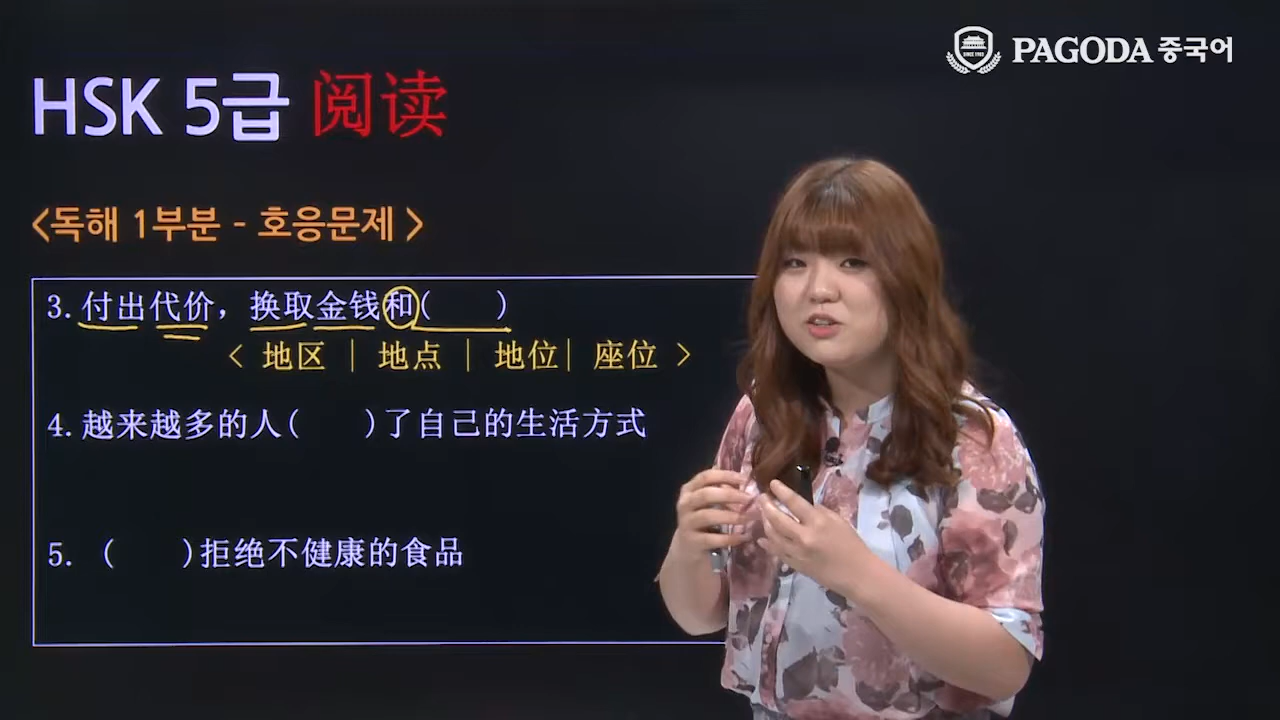 PAGODA 중국어
HSK 5급 阅读
<독해 1부분 - 호응문제 >
3. 付出代价，换取金钱和(    )
< 地区 | 地点 | 地位| 座位 >
4. 越来越多的人(    )了自己的生活方式
5. (    )拒绝不健康的食品